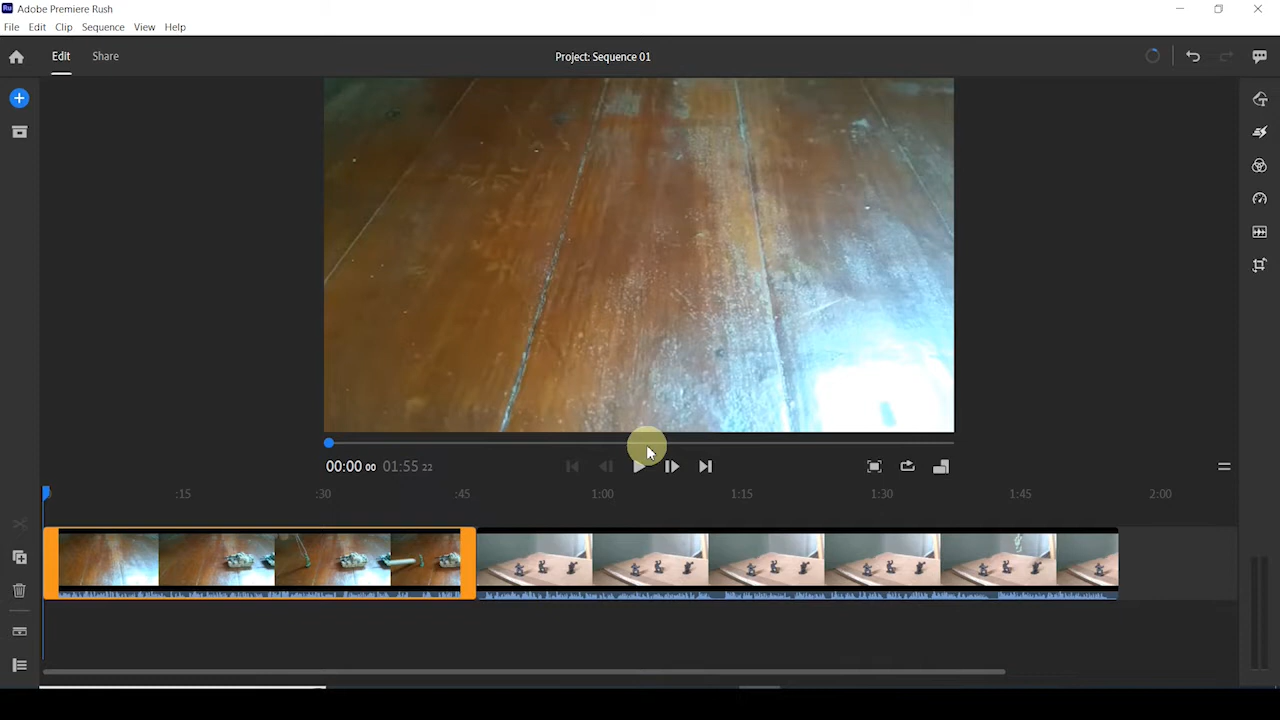 Ru Adobe Premiere Rush
File Edit Clip Sequence View Help
Edit Share Project: Sequence 01
00:00 00 01:55 22
:15 :30 :45 1:00 1:15 1:30 1:45 2:00